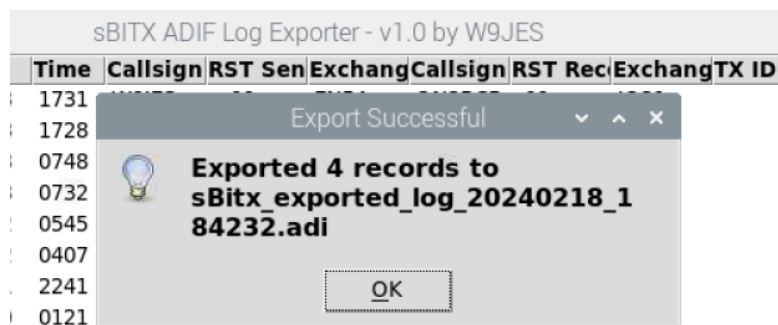 sBITX ADIF Log Exporter - v1.0 by W9JES
Time Callsign RST Sen Exchang Callsign RST Rec Exchang TX ID
1731
Export Successful
1728
0748
Exported 4 records to
0732
sBitx_exported_log_20240218_1
0545
84232.adi
0407
2241
OK
0121